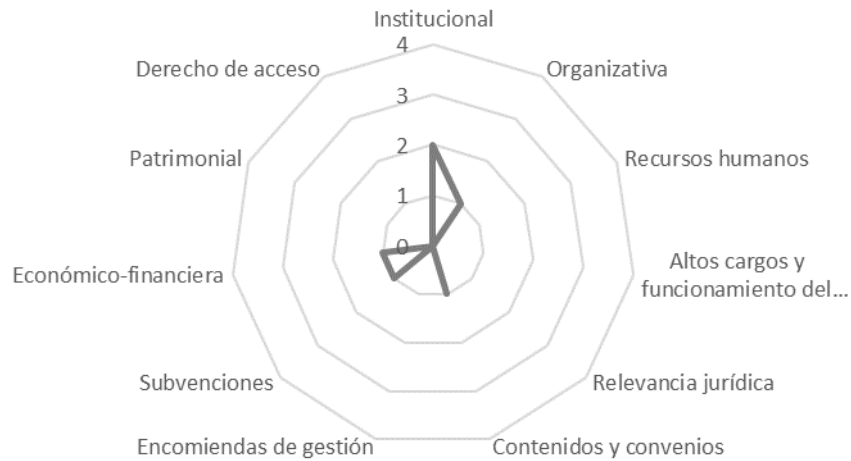 Institucional
4
Organizativa
Derecho de acceso
3
Patrimonial
2
Recursos humanos
1
0
Económico-financiera
Altos cargos y
funcionamiento del...
Subvenciones
Relevancia jurídica
Encomiendas de gestión
Contenidos y convenios